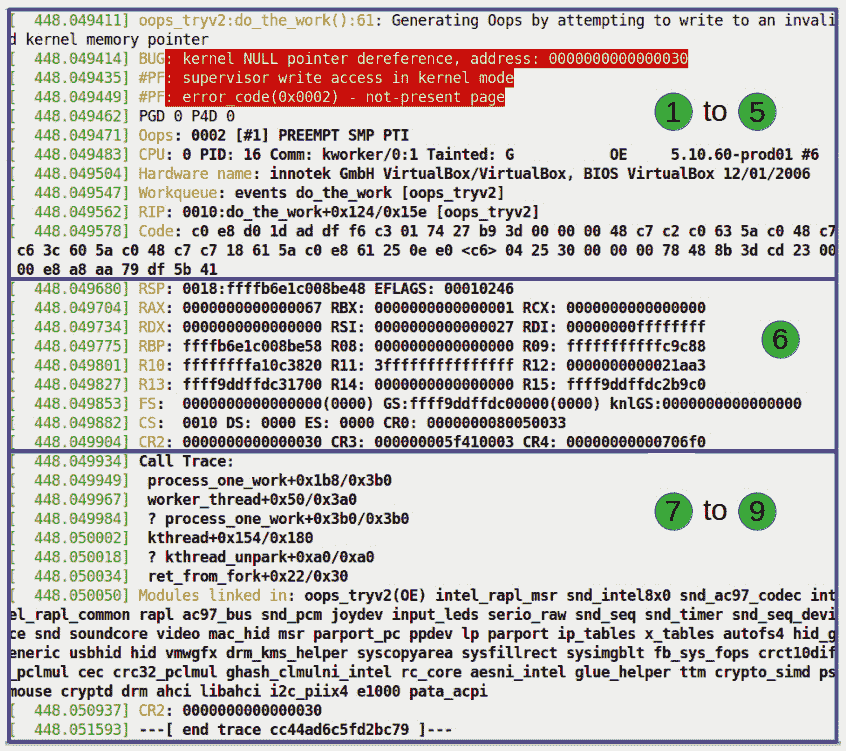 [  448.049411] oops_tryv2:do_the_work():61: Generating Oops by attempting to write to an invali
d kernel memory pointer
[  448.049414] BUG: kernel NULL pointer dereference, address: 0000000000000030
[  448.049435] #PF: supervisor write access in kernel mode
[  448.049449] #PF: error_code(0x0002) - not-present page
1 to 5
[  448.049462] PGD 0 P4D 0
[  448.049471] Oops: 0002 [#1] PREEMPT SMP PTI
[  448.049483] CPU: 0 PID: 16 Comm: kworker/0:1 Tainted: G           OE     5.10.60-prod01 #6
[  448.049504] Hardware name: innotek GmbH VirtualBox/VirtualBox, BIOS VirtualBox 12/01/2006
[  448.049547] Workqueue: events do_the_work [oops_tryv2]
[  448.049562] RIP: 0010:do_the_work+0x124/0x15e [oops_tryv2]
[  448.049578] Code: c0 e8 d0 1d ad df f6 c3 01 74 27 b9 3d 00 00 00 48 c7 c2 c0 63 5a c0 48 c7
c6 3c 60 5a c0 48 c7 c7 18 61 5a c0 e8 61 25 0e e0 <c6> 04 25 30 00 00 00 78 48 8b 3d cd 23 00
00 e8 a8 aa 79 df 5b 41
[  448.049680] RSP: 0018:ffffb6e1c008be48 EFLAGS: 00010246
[  448.049704] RAX: 0000000000000067 RBX: 0000000000000001 RCX: 0000000000000000
[  448.049734] RDX: 0000000000000000 RSI: 0000000000000027 RDI: 00000000ffffffff
[  448.049775] RBP: ffffb6e1c008be58 R08: 0000000000000000 R09: fffffffffffc9c88
6
[  448.049801] R10: ffffffffa10c3820 R11: 3fffffffffffffff R12: 0000000000021aa3
[  448.049827] R13: ffff9ddffdc31700 R14: 0000000000000000 R15: ffff9ddffdc2b9c0
[  448.049853] FS:  0000000000000000(0000) GS:ffff9ddffdc00000(0000) knlGS:0000000000000000
[  448.049882] CS:  0010 DS: 0000 ES: 0000 CR0: 0000000080050033
[  448.049904] CR2: 0000000000000030 CR3: 000000005f410003 CR4: 00000000000706f0
[  448.049934] Call Trace:
[  448.049949]  process_one_work+0x1b8/0x3b0
[  448.049967]  worker_thread+0x50/0x3a0
7 to 9
[  448.049984]  ? process_one_work+0x3b0/0x3b0
[  448.050002]  kthread+0x154/0x180
[  448.050018]  ? kthread_unpark+0xa0/0xa0
[  448.050034]  ret_from_fork+0x22/0x30
[  448.050050] Modules linked in: oops_tryv2(OE) intel_rapl_msr snd_intel8x0 snd_ac97_codec int
el_rapl_common rapl ac97_bus snd_pcm joydev input_leds serio_raw snd_seq snd_timer snd_seq_devi
ce snd soundcore video mac_hid msr parport_pc ppdev lp parport ip_tables x_tables autofs4 hid_g
eneric usbhid hid vmwgfx drm_kms_helper syscopyarea sysfillrect sysimgblt fb_sys_fops crct10dif
_pclmul cec crc32_pclmul ghash_clmulni_intel rc_core aesni_intel glue_helper ttm crypto_simd ps
mouse cryptd drm ahci libahci i2c_piix4 e1000 pata_acpi
[  448.050937] CR2: 0000000000000030
[  448.051593] ---[ end trace cc44ad6c5fd2bc79 ]---